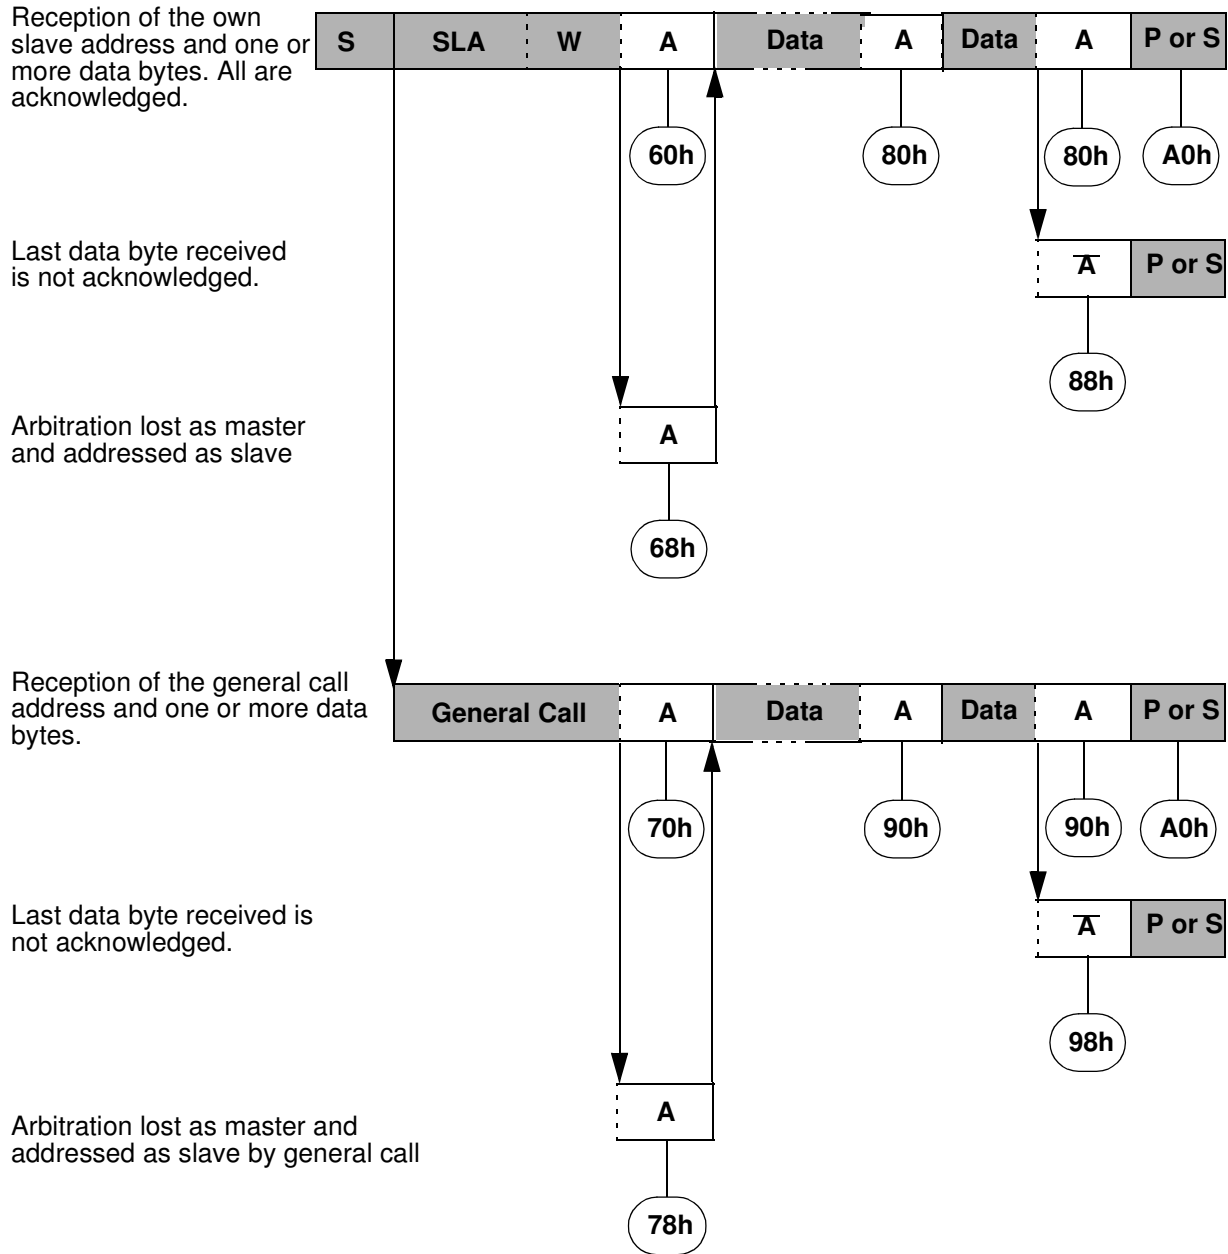 Reception of the own
slave address and one or
more data bytes. All are
acknowledged.
S SLA W A Data A Data A P or S
60h 80h 80h A0h
Last data byte received
is not acknowledged.
A̅ P or S
88h
Arbitration lost as master
and addressed as slave
A
68h
Reception of the general call
address and one or more data
bytes.
General Call A Data A Data A P or S
70h 90h 90h A0h
Last data byte received is
not acknowledged.
A̅ P or S
98h
Arbitration lost as master and
addressed as slave by general call
A
78h